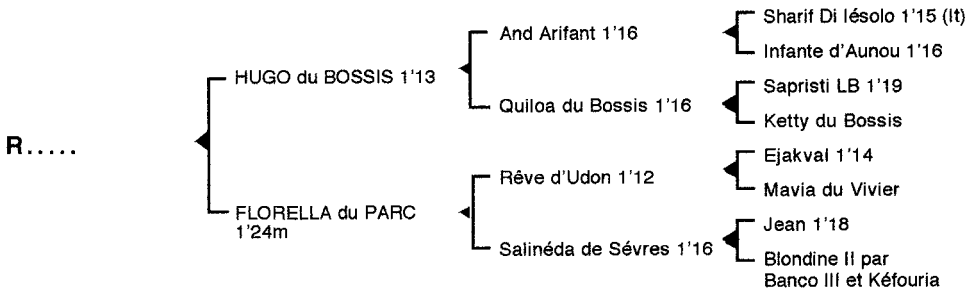 Sharif Di Iésolo 1'15 (It)
And Arifant 1'16
Infante d'Aunou 1'16
HUGO du BOSSIS 1'13
Sapristi LB 1'19
Quiloa du Bossis 1'16
Ketty du Bossis
R.....
Ejakval 1'14
Rêve d'Udon 1'12
Mavia du Vivier
FLORELLA du PARC
1'24m
Jean 1'18
Salinéda de Sévres 1'16
Blondine II par
Banco III et Kéfouria